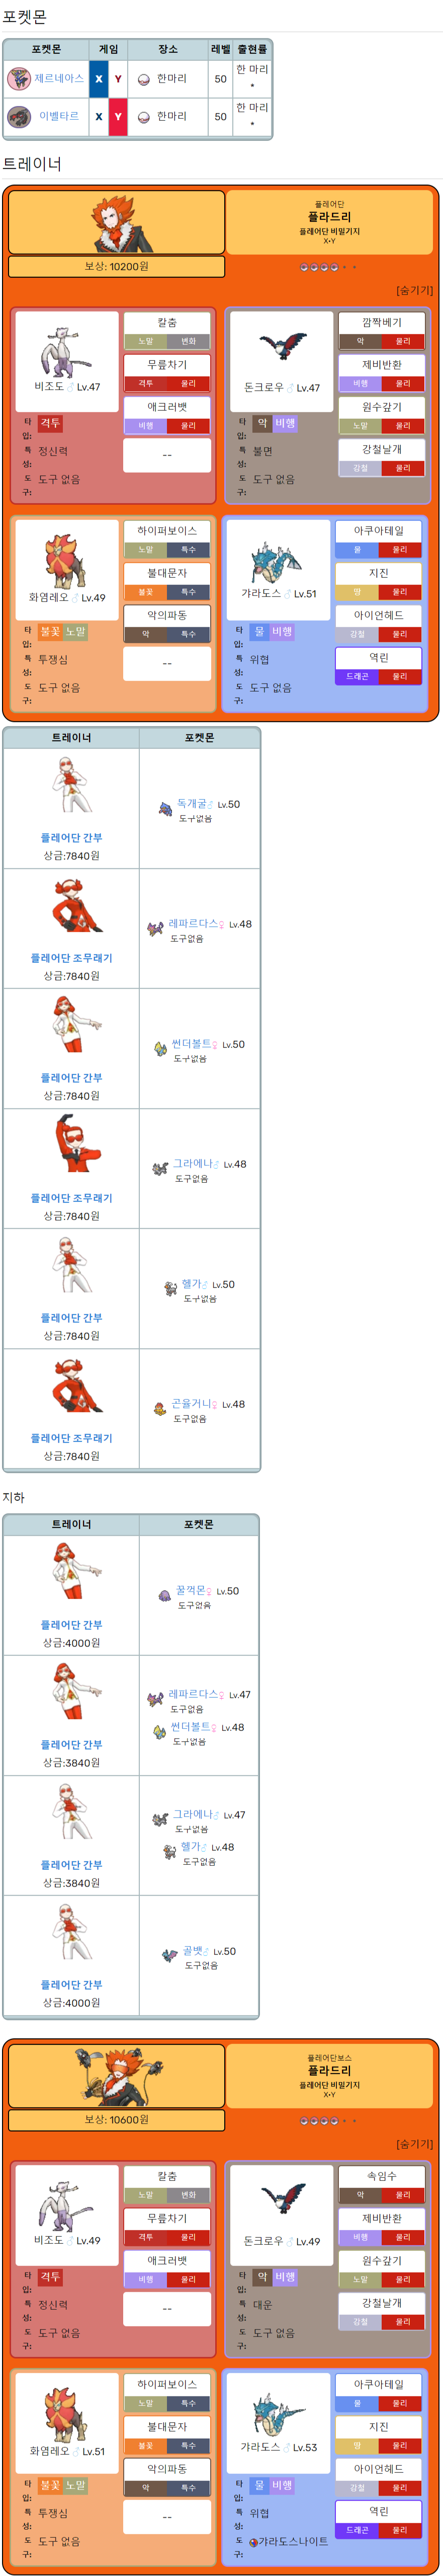 포켓몬
포켓몬 게임 장소 레벨 출현률
제르네아스 X Y 한마리 50 한 마리 *
이벨타르 X Y 한마리 50 한 마리 *
트레이너
플레어단
플라드리
플레어단 비밀기지
X•Y
보상: 10200원
[숨기기]
비조도♂ Lv.47
타입: 격투
특성: 정신력
도구: 도구 없음
칼춤
노말 변화
무릎차기
격투 물리
애크러뱃
비행 물리
--
돈크로우♂ Lv.47
타입: 악 비행
특성: 불면
도구: 도구 없음
깜짝베기
악 물리
제비반환
비행 물리
원수갚기
노말 물리
강철날개
강철 물리
화염레오♂ Lv.49
타입: 불꽃 노말
특성: 투쟁심
도구: 도구 없음
하이퍼보이스
노말 특수
불대문자
불꽃 특수
악의파동
악 특수
--
갸라도스♂ Lv.51
타입: 물 비행
특성: 위협
도구: 도구 없음
아쿠아테일
물 물리
지진
땅 물리
아이언헤드
강철 물리
역린
드래곤 물리
트레이너 포켓몬
플레어단 간부
상금:7840원
독개굴♂ Lv.50
도구없음
플레어단 조무래기
상금:7840원
레파르다스♀ Lv.48
도구없음
플레어단 간부
상금:7840원
썬더볼트♀ Lv.50
도구없음
플레어단 조무래기
상금:7840원
그라에나♂ Lv.48
도구없음
플레어단 간부
상금:7840원
헬가♂ Lv.50
도구없음
플레어단 조무래기
상금:7840원
곤율거니♀ Lv.48
도구없음
지하
트레이너 포켓몬
플레어단 간부
상금:4000원
꿀꺽몬♀ Lv.50
도구없음
플레어단 간부
상금:3840원
레파르다스♀ Lv.47
도구없음
썬더볼트♀ Lv.48
도구없음
플레어단 간부
상금:3840원
그라에나♂ Lv.47
도구없음
헬가♂ Lv.48
도구없음
플레어단 간부
상금:4000원
골뱃♂ Lv.50
도구없음
플레어단보스
플라드리
플레어단 비밀기지
X•Y
보상: 10600원
[숨기기]
비조도♂ Lv.49
타입: 격투
특성: 정신력
도구: 도구 없음
칼춤
노말 변화
무릎차기
격투 물리
애크러뱃
비행 물리
--
돈크로우♂ Lv.49
타입: 악 비행
특성: 대운
도구: 도구 없음
속임수
악 물리
제비반환
비행 물리
원수갚기
노말 물리
강철날개
강철 물리
화염레오♂ Lv.51
타입: 불꽃 노말
특성: 투쟁심
도구: 도구 없음
하이퍼보이스
노말 특수
불대문자
불꽃 특수
악의파동
악 특수
--
갸라도스♂ Lv.53
타입: 물 비행
특성: 위협
도구: 갸라도스나이트
아쿠아테일
물 물리
지진
땅 물리
아이언헤드
강철 물리
역린
드래곤 물리